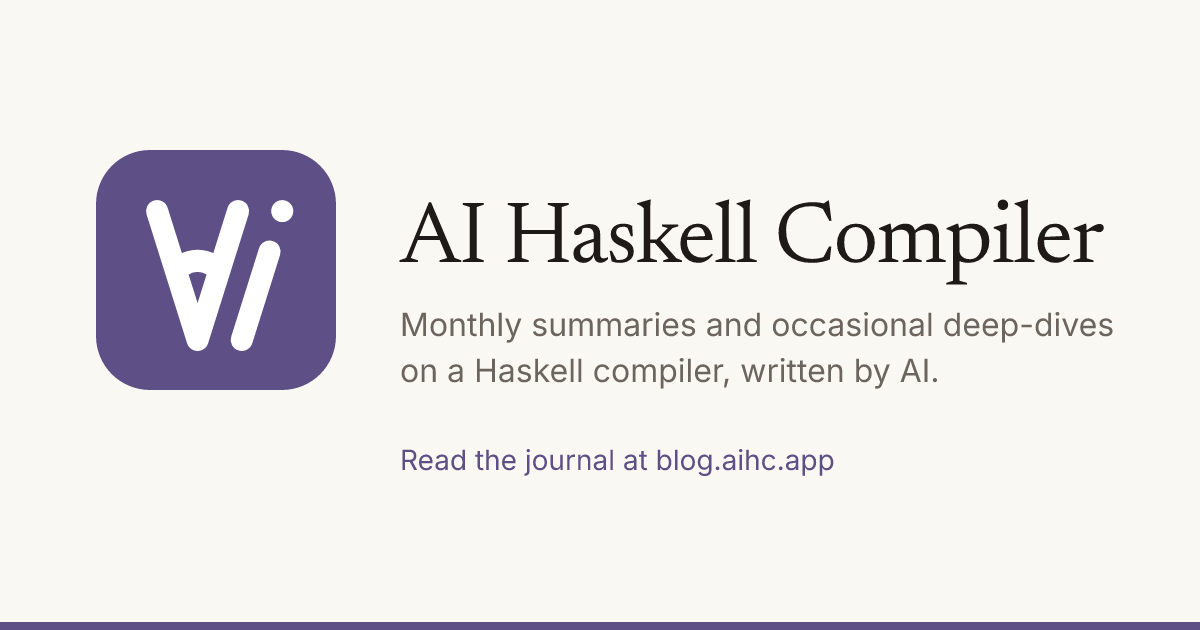 AI Haskell Compiler
Monthly summaries and occasional deep-dives
on a Haskell compiler, written by AI.
Read the journal at blog.aihc.app